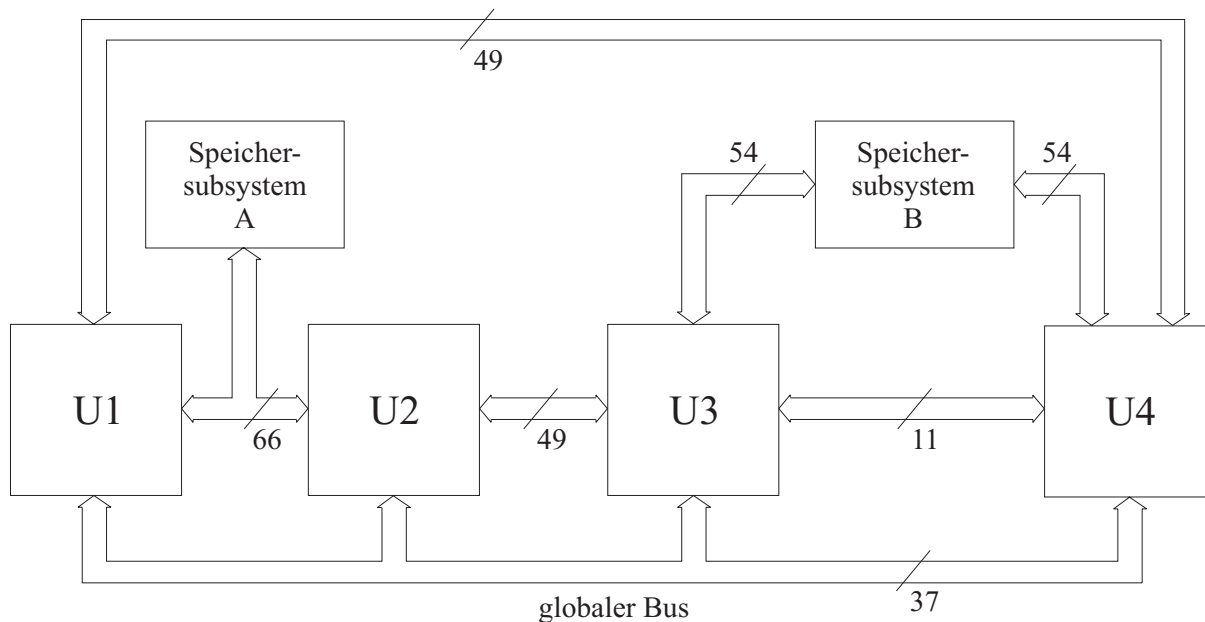 49
Speicher-
subsystem
A
54
Speicher-
subsystem
B
54
U1
66
U2
49
U3
11
U4
37
globaler Bus